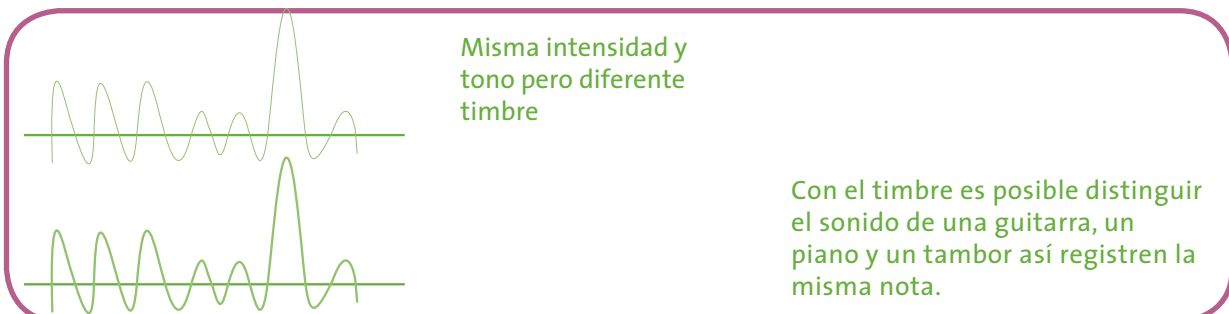 Misma intensidad y
tono pero diferente
timbre
Con el timbre es posible distinguir
el sonido de una guitarra, un
piano y un tambor así registren la
misma nota.